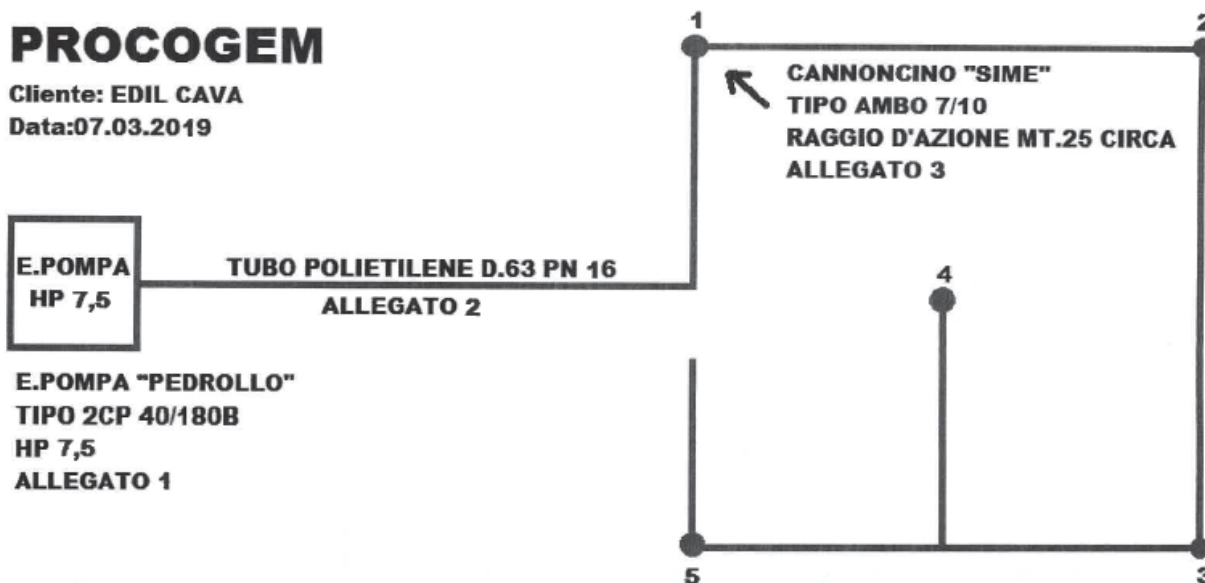 PROCOGEM
Cliente: EDIL CAVA
Data:07.03.2019
1
2
CANNONCINO "SIME"
TIPO AMBO 7/10
RAGGIO D'AZIONE MT.25 CIRCA
ALLEGATO 3
E.POMPA
HP 7,5
TUBO POLIETILENE D.63 PN 16
ALLEGATO 2
4
E.POMPA "PEDROLLO"
TIPO 2CP 40/180B
HP 7,5
ALLEGATO 1
5
3